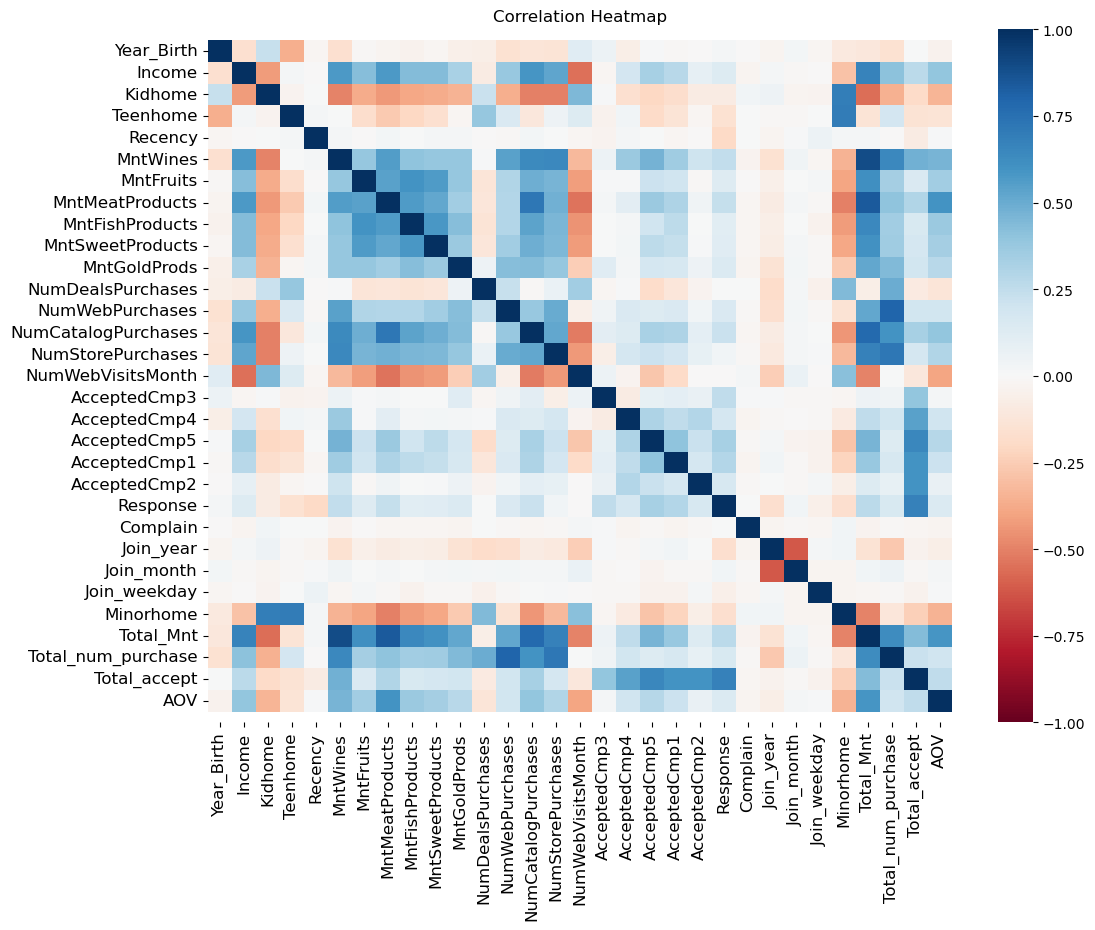 Correlation Heatmap
Year_Birth
Income
Kidhome
Teenhome
Recency
MntWines
MntFruits
MntMeatProducts
MntFishProducts
MntSweetProducts
MntGoldProds
NumDealsPurchases
NumWebPurchases
NumCatalogPurchases
NumStorePurchases
NumWebVisitsMonth
AcceptedCmp3
AcceptedCmp4
AcceptedCmp5
AcceptedCmp1
AcceptedCmp2
Response
Complain
Join_year
Join_month
Join_weekday
Minorhome
Total_Mnt
Total_num_purchase
Total_accept
AOV
Year_Birth
Income
Kidhome
Teenhome
Recency
MntWines
MntFruits
MntMeatProducts
MntFishProducts
MntSweetProducts
MntGoldProds
NumDealsPurchases
NumWebPurchases
NumCatalogPurchases
NumStorePurchases
NumWebVisitsMonth
AcceptedCmp3
AcceptedCmp4
AcceptedCmp5
AcceptedCmp1
AcceptedCmp2
Response
Complain
Join_year
Join_month
Join_weekday
Minorhome
Total_Mnt
Total_num_purchase
Total_accept
AOV
1.00
0.75
0.50
0.25
0.00
−0.25
−0.50
−0.75
−1.00